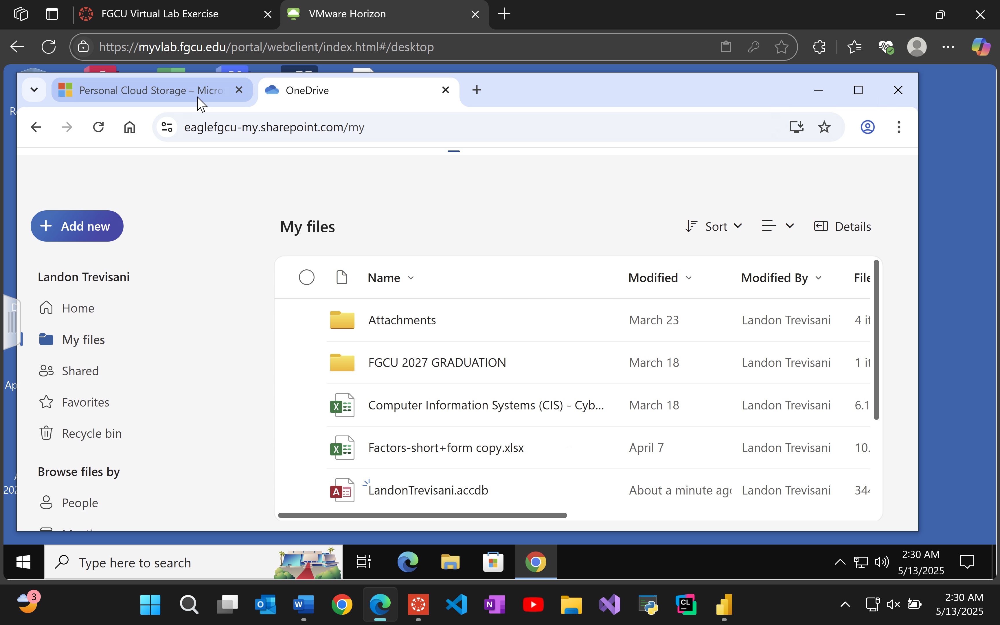 FGCU Virtual Lab Exercise
VMware Horizon
https://myvlab.fgcu.edu/portal/webclient/index.html#/desktop
Personal Cloud Storage – Micro
OneDrive
eaglefgcu-my.sharepoint.com/my
Add new
My files
Sort
Details
Landon Trevisani
Home
My files
Shared
Favorites
Recycle bin
Browse files by
People
Name Modified Modified By File
Attachments March 23 Landon Trevisani 4 it
FGCU 2027 GRADUATION March 18 Landon Trevisani 1 it
Computer Information Systems (CIS) - Cyb... March 18 Landon Trevisani 6.1
Factors-short+form copy.xlsx April 7 Landon Trevisani 10.
LandonTrevisani.accdb About a minute ago Landon Trevisani 344
Ap
202
Type here to search
2:30 AM
5/13/2025
3
2:30 AM
5/13/2025